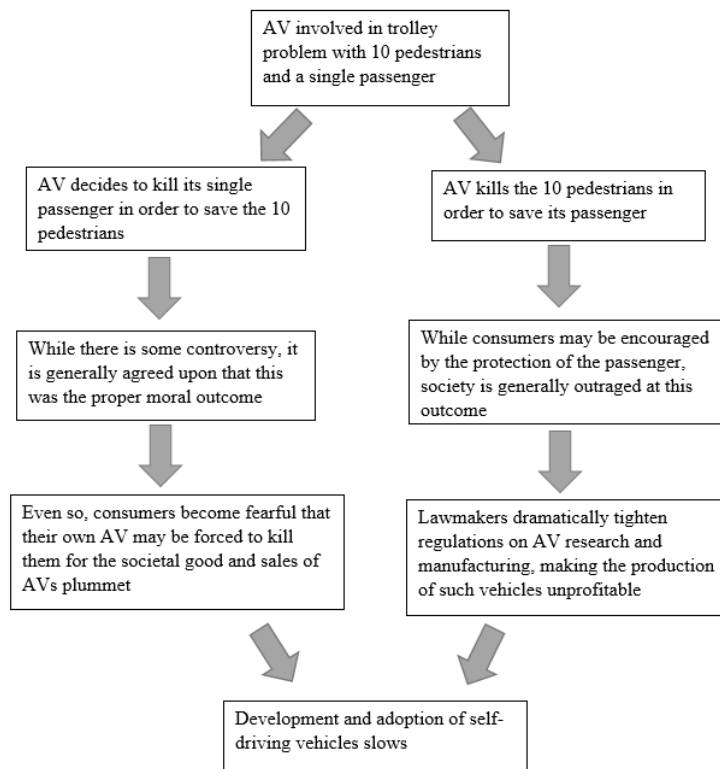 AV involved in trolley
problem with 10 pedestrians
and a single passenger
AV decides to kill its single
passenger in order to save the 10
pedestrians
AV kills the 10 pedestrians in
order to save its passenger
While there is some controversy, it
is generally agreed upon that this
was the proper moral outcome
While consumers may be encouraged
by the protection of the passenger,
society is generally outraged at this
outcome
Even so, consumers become fearful that
their own AV may be forced to kill
them for the societal good and sales of
AVs plummet
Lawmakers dramatically tighten
regulations on AV research and
manufacturing, making the production
of such vehicles unprofitable
Development and adoption of self-
driving vehicles slows